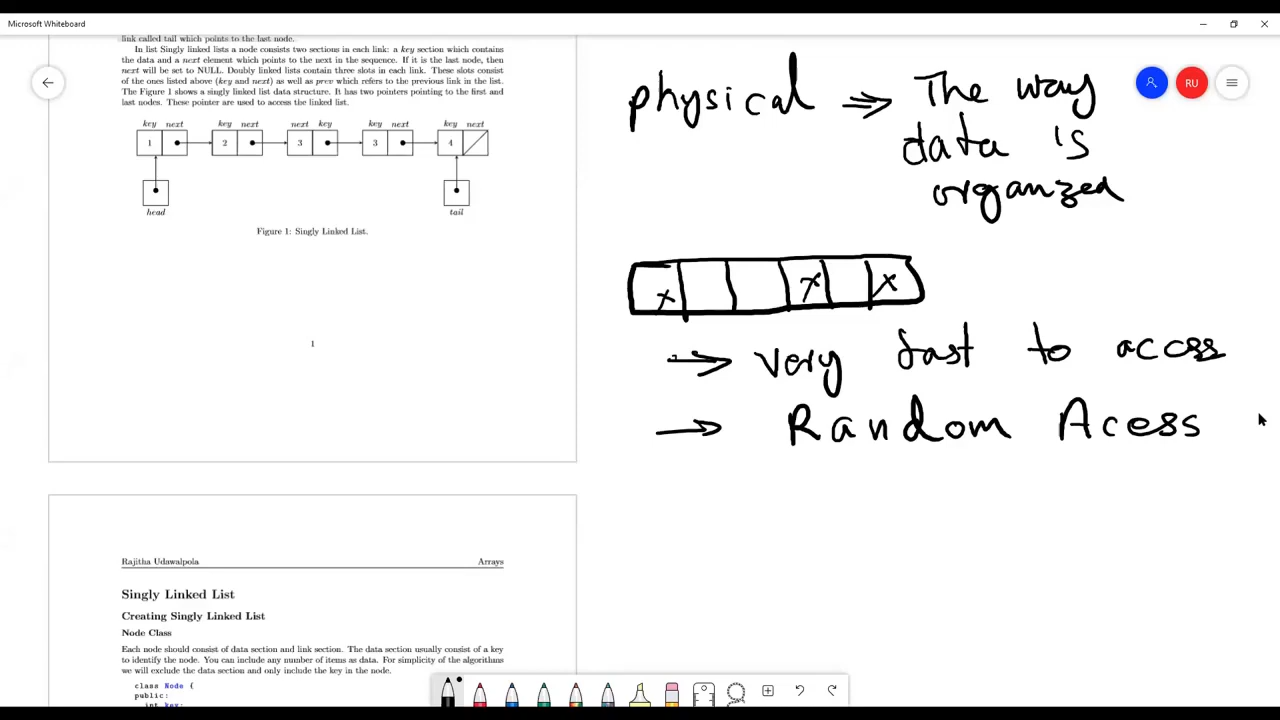 Microsoft Whiteboard
link called tail which points to the last node.
In list Singly linked lists a node consists two sections in each link: a key section which contains
the data and a next element which points to the next in the sequence. If it is the last node, then
next will be set to NULL. Doubly linked lists contain three slots in each link. These slots consist
of the ones listed above (key and next) as well as prev which refers to the previous link in the list.
The Figure 1 shows a singly linked list data structure. It has two pointers pointing to the first and
last nodes. These pointer are used to access the linked list.
key next key next next key key next key next
1 2 3 3 4
head tail
Figure 1: Singly Linked List.
1
Rajitha Udawalpola Arrays
Singly Linked List
Creating Singly Linked List
Node Class
Each node should consist of data section and link section. The data section usually consist of a key
to identify the node. You can include any number of items as data. For simplicity of the algorithms
we will exclude the data section and only include the key in the node.
class Node {
public:
int key;
physical ⇒ The way
data is
organzed
x x x
→ very fast to access
→ Random Acess
RU